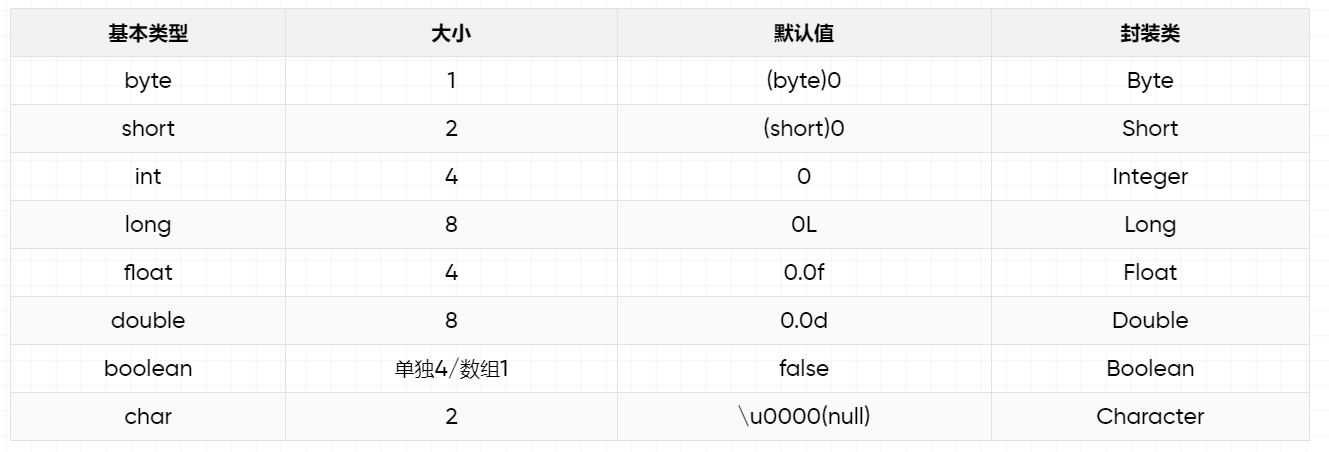 基本类型 大小 默认值 封装类
byte 1 (byte)0 Byte
short 2 (short)0 Short
int 4 0 Integer
long 8 0L Long
float 4 0.0f Float
double 8 0.0d Double
boolean 单独4/数组1 false Boolean
char 2 \u0000(null) Character